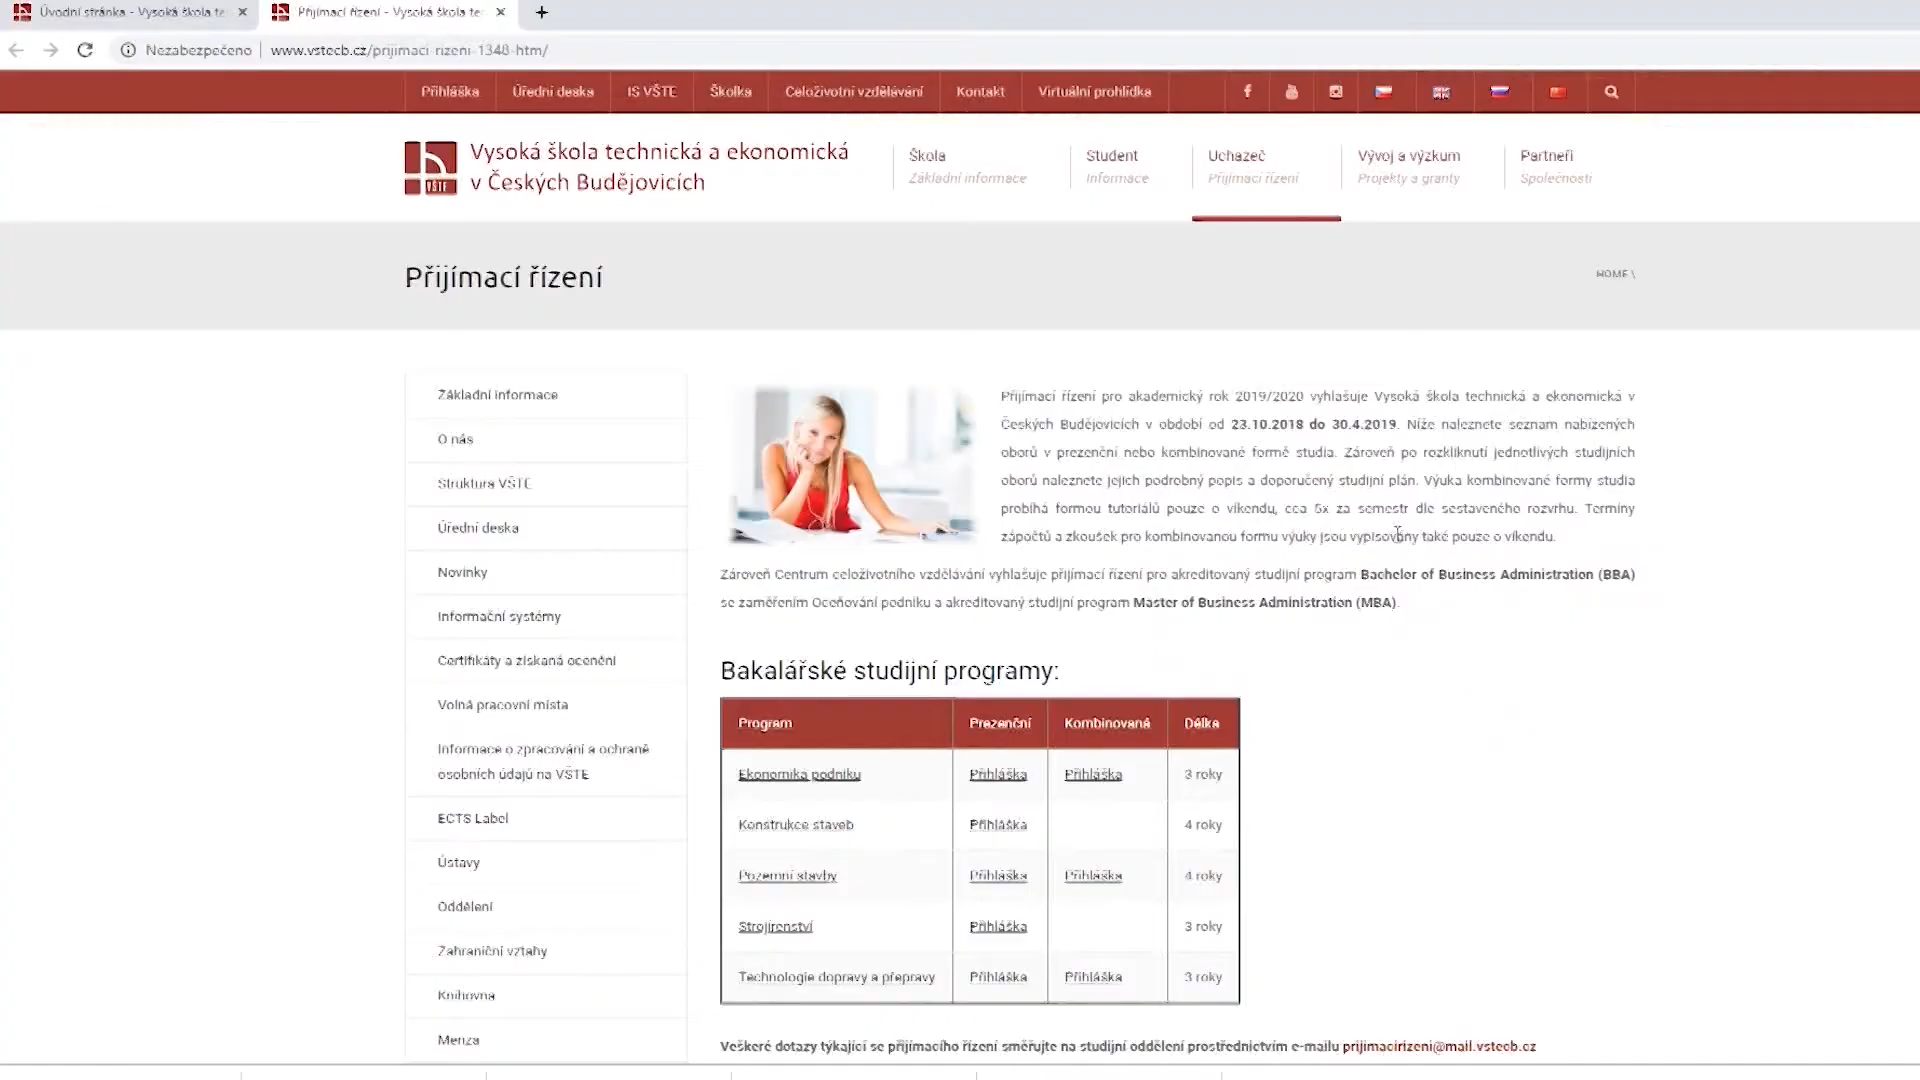 Úvodní stránka - Vysoká škola te
Přijímací řízení - Vysoká škola te
Nezabezpečeno www.vstecb.cz/prijimaci-rizeni-1348-htm/
Přihláška Úřední deska IS VŠTE Školka Celoživotní vzdělávání Kontakt Virtuální prohlídka
Vysoká škola technická a ekonomická
v Českých Budějovicích
VŠTE
Škola
Základní informace
Student
Informace
Uchazeč
Přijímací řízení
Vývoj a výzkum
Projekty a granty
Partneři
Společnosti
Přijímací řízení
HOME \
Základní informace
O nás
Struktura VŠTE
Úřední deska
Novinky
Informační systémy
Certifikáty a získaná ocenění
Volná pracovní místa
Informace o zpracování a ochraně
osobních údajů na VŠTE
ECTS Label
Ústavy
Oddělení
Zahraniční vztahy
Knihovna
Menza
Přijímací řízení pro akademický rok 2019/2020 vyhlašuje Vysoká škola technická a ekonomická v
Českých Budějovicích v období od 23.10.2018 do 30.4.2019. Níže naleznete seznam nabízených
oborů v prezenční nebo kombinované formě studia. Zároveň po rozkliknutí jednotlivých studijních
oborů naleznete jejich podrobný popis a doporučený studijní plán. Výuka kombinované formy studia
probíhá formou tutoriálů pouze o víkendu, cca 5x za semestr dle sestaveného rozvrhu. Termíny
zápočtů a zkoušek pro kombinovanou formu výuky jsou vypisovány také pouze o víkendu.
Zároveň Centrum celoživotního vzdělávání vyhlašuje přijímací řízení pro akreditovaný studijní program Bachelor of Business Administration (BBA)
se zaměřením Oceňování podniku a akreditovaný studijní program Master of Business Administration (MBA).
Bakalářské studijní programy:
Program Prezenční Kombinovaná Délka
Ekonomika podniku Přihláška Přihláška 3 roky
Konstrukce staveb Přihláška 4 roky
Pozemní stavby Přihláška Přihláška 4 roky
Strojírenství Přihláška 3 roky
Technologie dopravy a přepravy Přihláška Přihláška 3 roky
Veškeré dotazy týkající se přijímacího řízení směřujte na studijní oddělení prostřednictvím e-mailu prijimacirizeni@mail.vstecb.cz